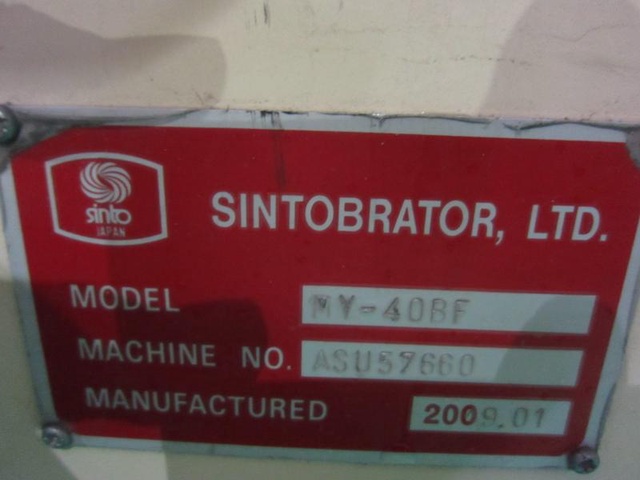 sinto
JAPAN
SINTOBRATOR, LTD.
MODEL MY-40BF
MACHINE NO. ASU57660
MANUFACTURED 2009.01